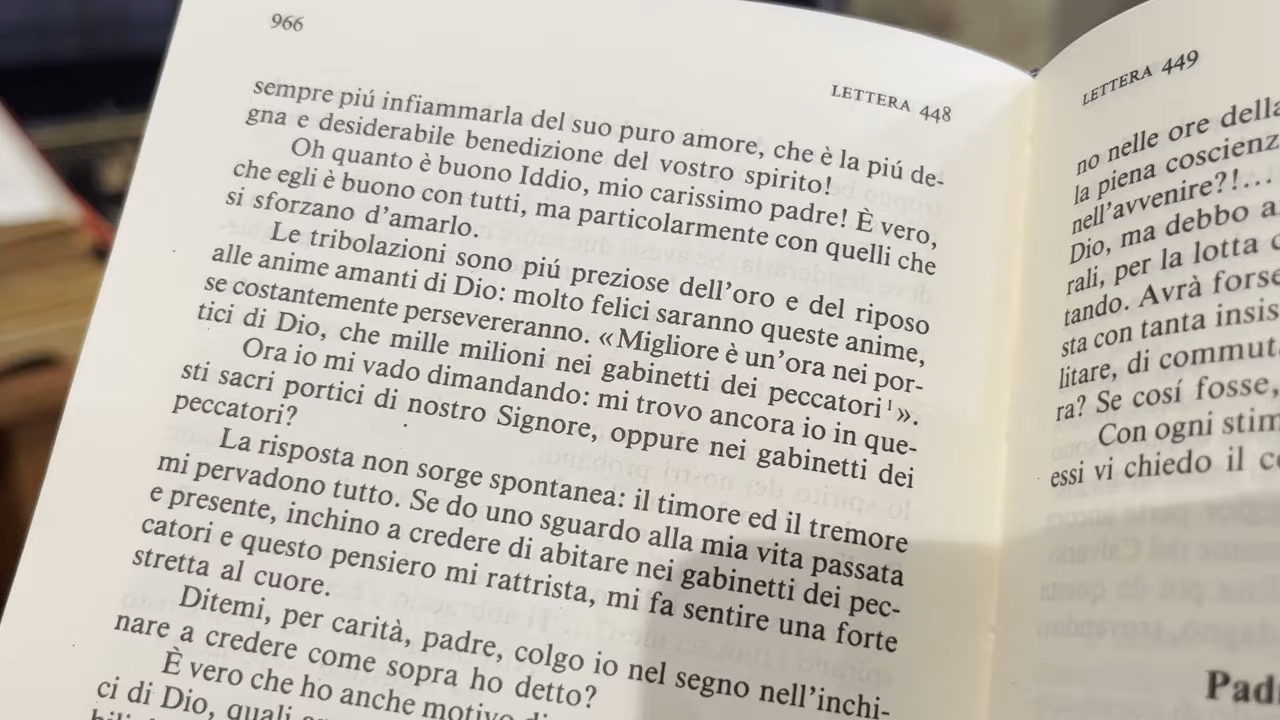 966
LETTERA 448
sempre piú infiammarla del suo puro amore, che è la piú de-
gna e desiderabile benedizione del vostro spirito!
Oh quanto è buono Iddio, mio carissimo padre! È vero,
che egli è buono con tutti, ma particolarmente con quelli che
si sforzano d'amarlo.
Le tribolazioni sono piú preziose dell'oro e del riposo
alle anime amanti di Dio: molto felici saranno queste anime,
se costantemente persevereranno. «Migliore è un'ora nei por-
tici di Dio, che mille milioni nei gabinetti dei peccatori¹».
Ora io mi vado dimandando: mi trovo ancora io in que-
sti sacri portici di nostro Signore, oppure nei gabinetti dei
peccatori?
La risposta non sorge spontanea: il timore ed il tremore
mi pervadono tutto. Se do uno sguardo alla mia vita passata
e presente, inchino a credere di abitare nei gabinetti dei pec-
catori e questo pensiero mi rattrista, mi fa sentire una forte
stretta al cuore.
Ditemi, per carità, padre, colgo io nel segno nell'inchi-
nare a credere come sopra ho detto?
È vero che ho anche motivo di
ci di Dio, quali
LETTERA 449
no nelle ore della
la piena coscienz
nell'avvenire?!...
Dio, ma debbo a
rali, per la lotta
tando. Avrà forse
sta con tanta insis
litare, di commuta
ra? Se cosí fosse,
Con ogni stim
essi vi chiedo il c
Pad